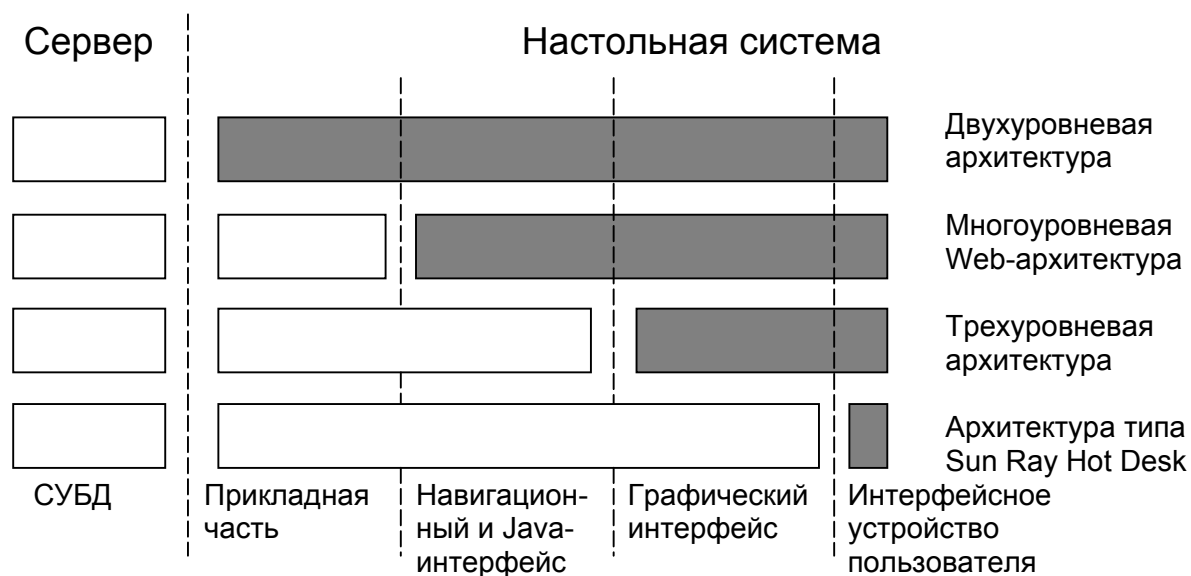 Сервер
Настольная система
Двухуровневая
архитектура
Многоуровневая
Web-архитектура
Трехуровневая
архитектура
Архитектура типа
Sun Ray Hot Desk
СУБД
Прикладная
часть
Навигацион-
ный и Java-
интерфейс
Графический
интерфейс
Интерфейсное
устройство
пользователя